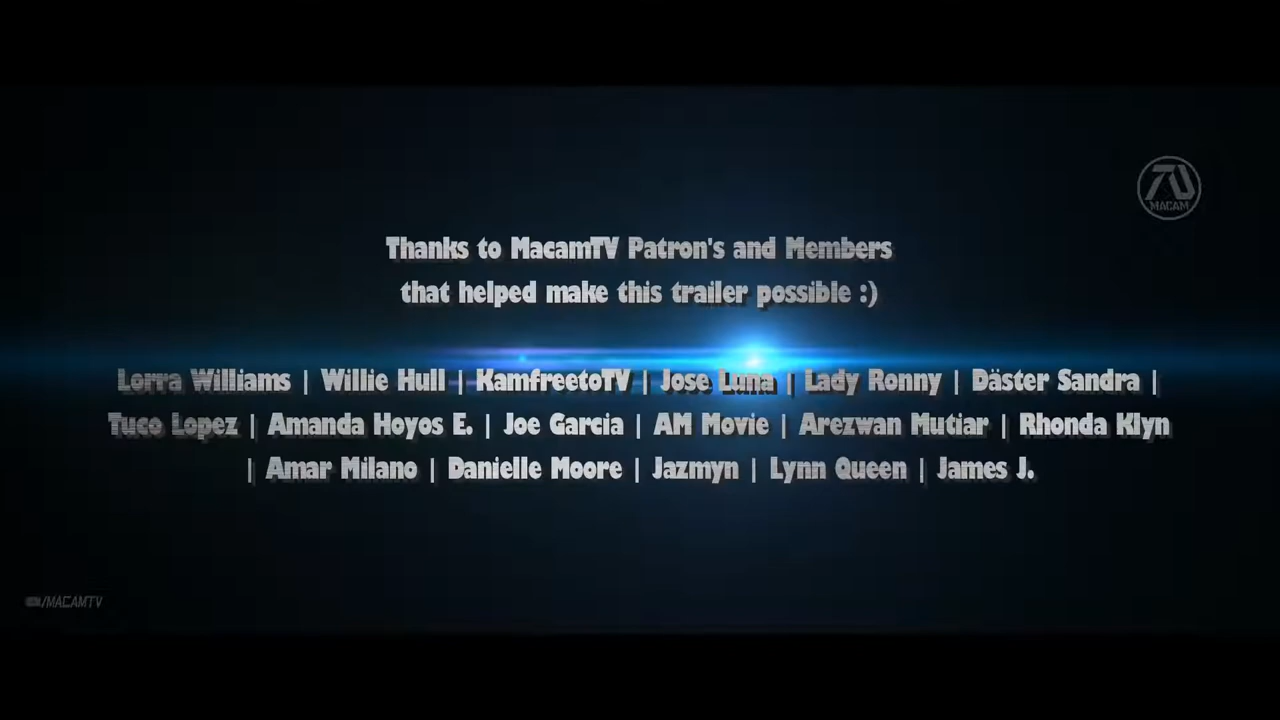 MACAM
Thanks to MacamTV Patron's and Members
that helped make this trailer possible :)
Lorra Williams | Willie Hull | KamfreetoTV | Jose Luna | Lady Ronny | Däster Sandra |
Tuco Lopez | Amanda Hoyos E. | Joe Garcia | AM Movie | Arezwan Mutiar | Rhonda Klyn
| Amar Milano | Danielle Moore | Jazmyn | Lynn Queen | James J.
/MACAMTV